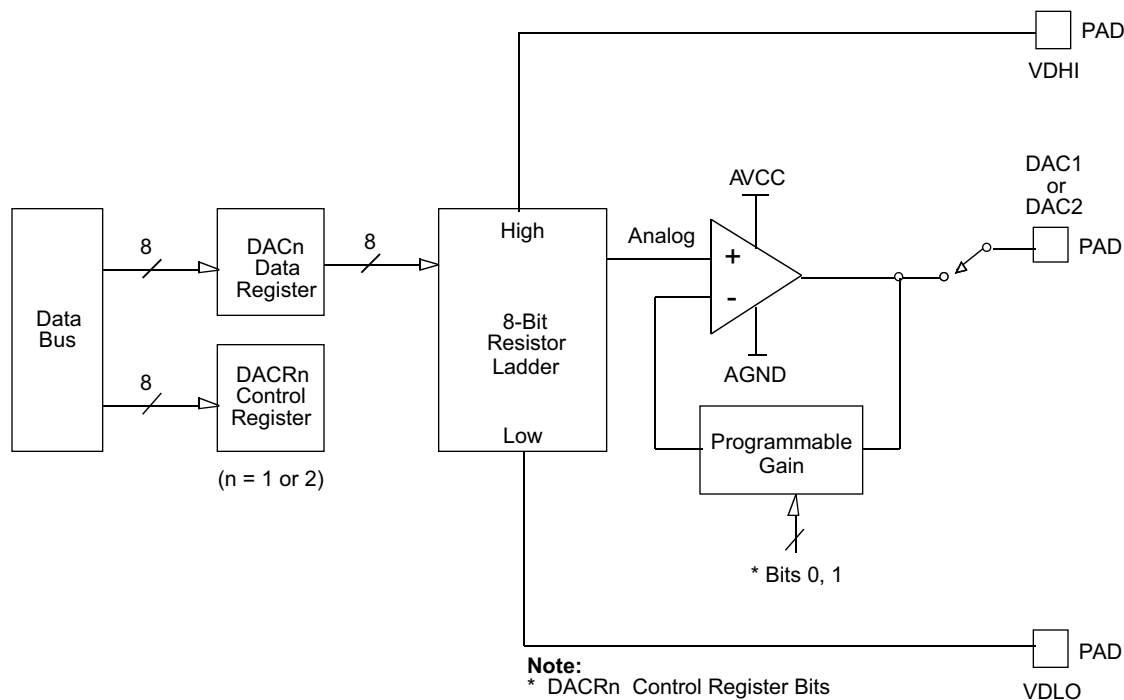 PAD
VDHI
DAC1
or
DAC2
PAD
AVCC
Data
Bus
8
DACn
Data
Register
8
High
8-Bit
Resistor
Ladder
Low
Analog
+
-
AGND
8
DACRn
Control
Register
(n = 1 or 2)
Programmable
Gain
* Bits 0, 1
PAD
VDLO
Note:
* DACRn Control Register Bits